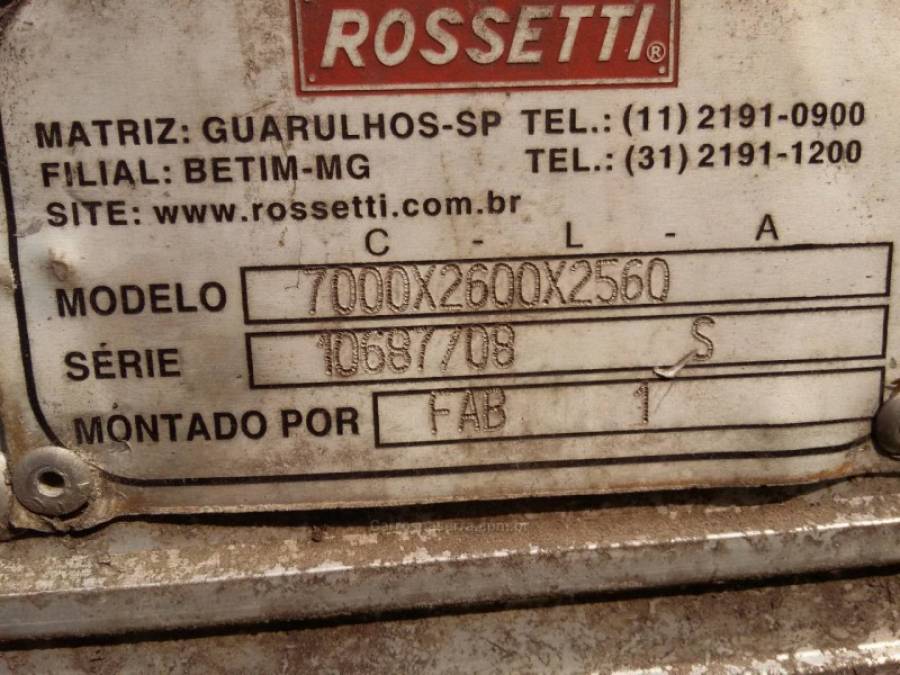 ROSSETTI®
MATRIZ: GUARULHOS-SP TEL.: (11) 2191-0900
FILIAL: BETIM-MG TEL.: (31) 2191-1200
SITE: www.rossetti.com.br
C - L - A
MODELO 7000X2600X2560
SÉRIE 10687/08 S
MONTADO POR FAB 1